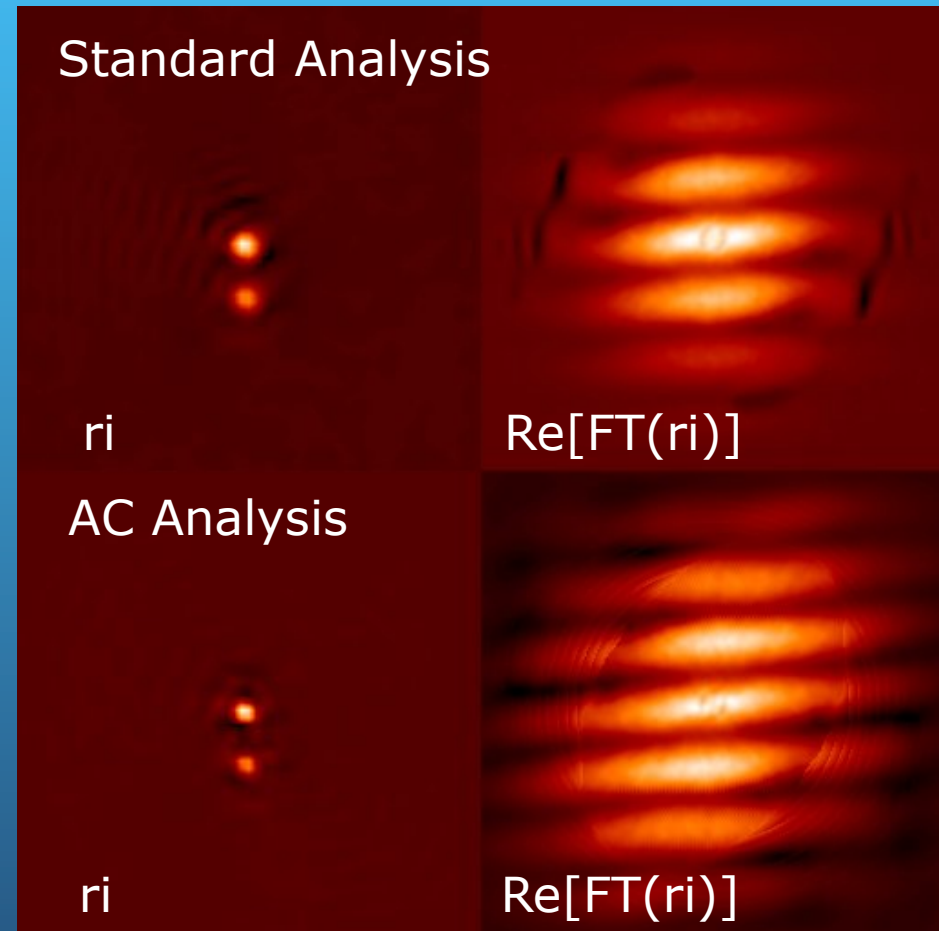 Standard Analysis
ri
Re[FT(ri)]
AC Analysis
ri
Re[FT(ri)]